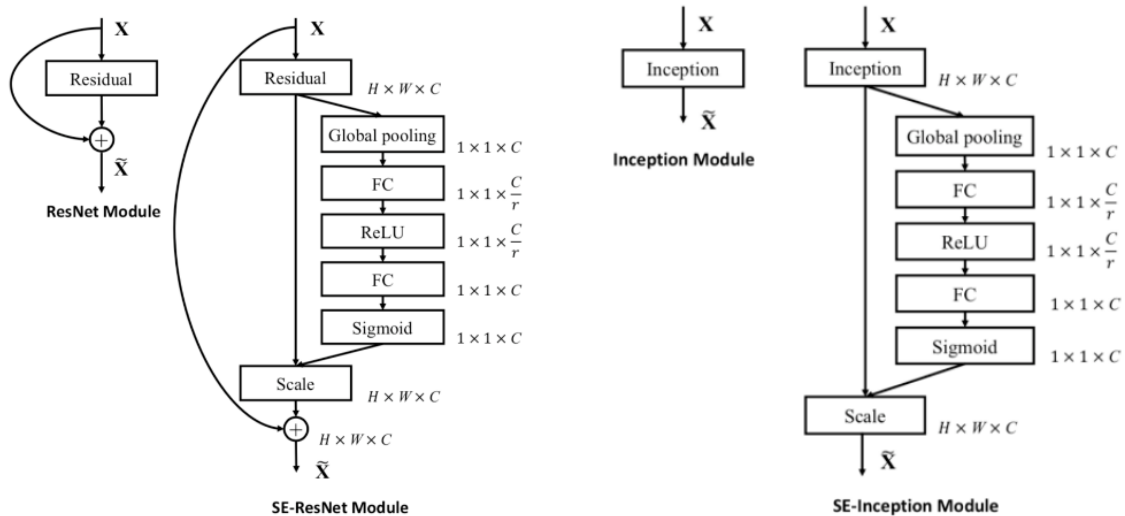 X
Residual
+
X̃
ResNet Module
X
Residual
H × W × C
Global pooling
1 × 1 × C
FC
1 × 1 × C/r
ReLU
1 × 1 × C/r
FC
1 × 1 × C
Sigmoid
1 × 1 × C
Scale
H × W × C
+
H × W × C
X̃
SE-ResNet Module
X
Inception
X̃
Inception Module
X
Inception
H × W × C
Global pooling
1 × 1 × C
FC
1 × 1 × C/r
ReLU
1 × 1 × C/r
FC
1 × 1 × C
Sigmoid
1 × 1 × C
Scale
H × W × C
X̃
SE-Inception Module